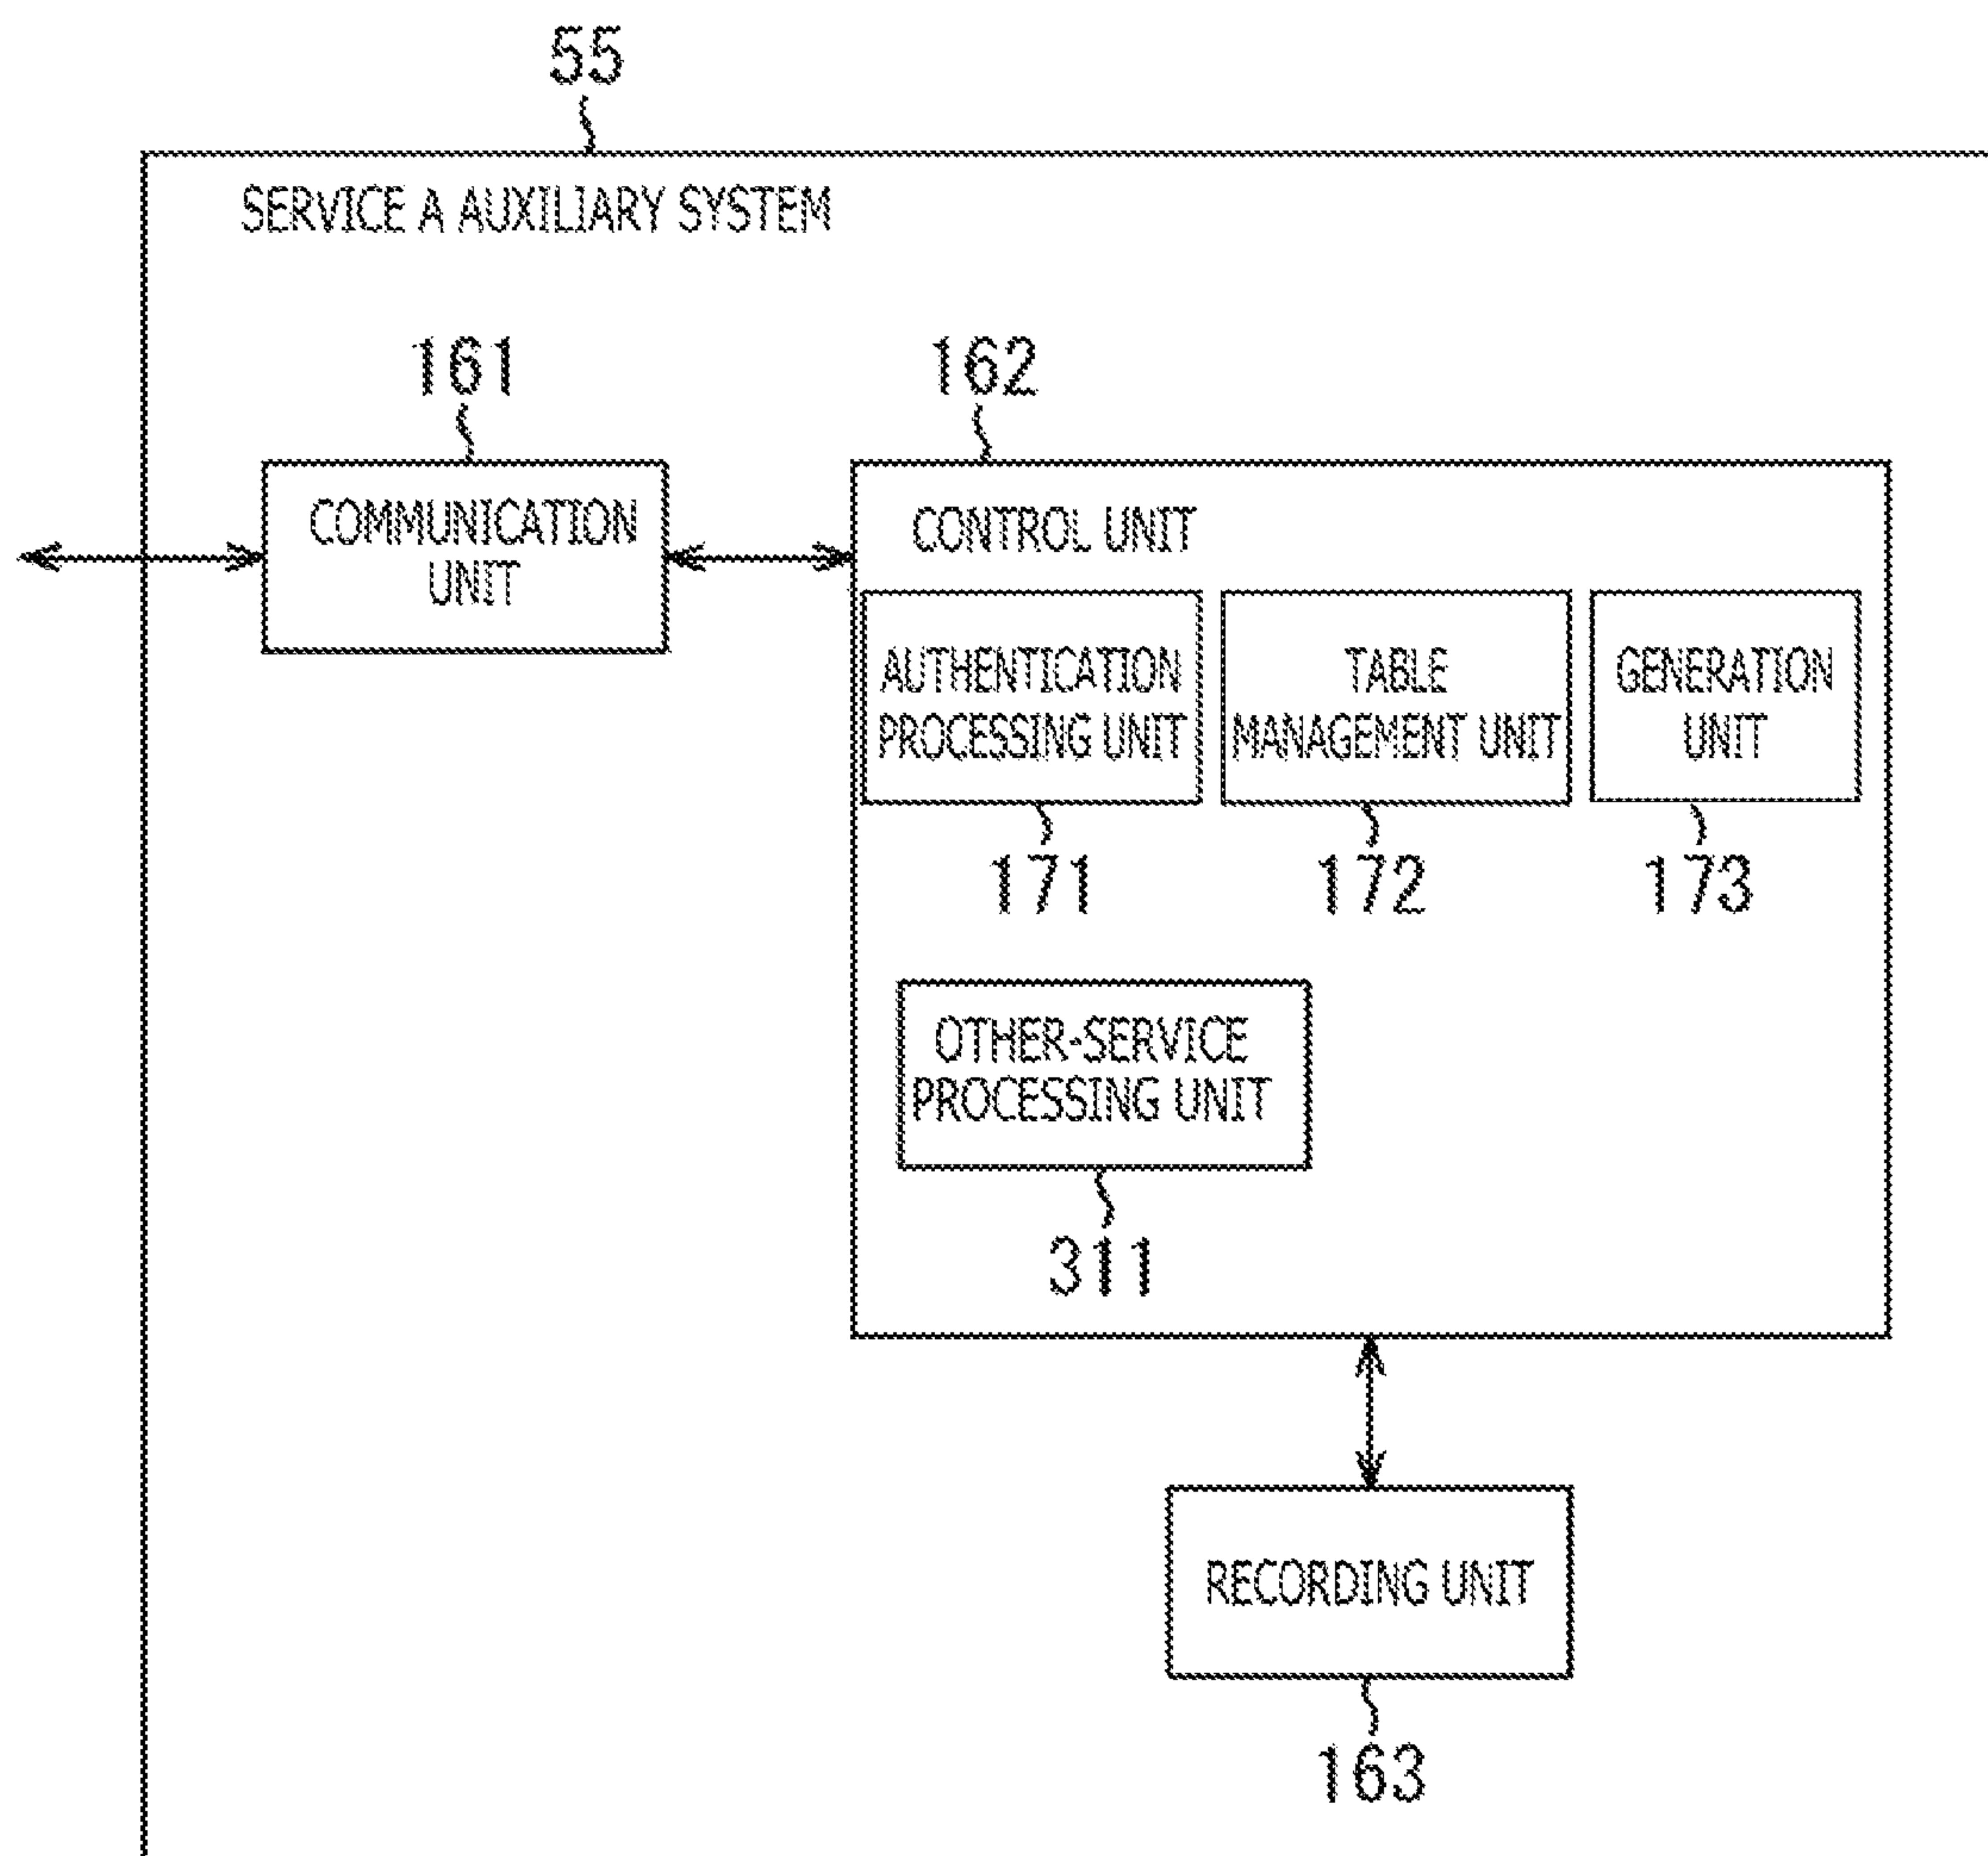 55
SERVICE A AUXILIARY SYSTEM
161
162
COMMUNICATION
UNIT
CONTROL UNIT
AUTHENTICATION
PROCESSING UNIT
TABLE
MANAGEMENT UNIT
GENERATION
UNIT
171
172
173
OTHER-SERVICE
PROCESSING UNIT
311
RECORDING UNIT
163